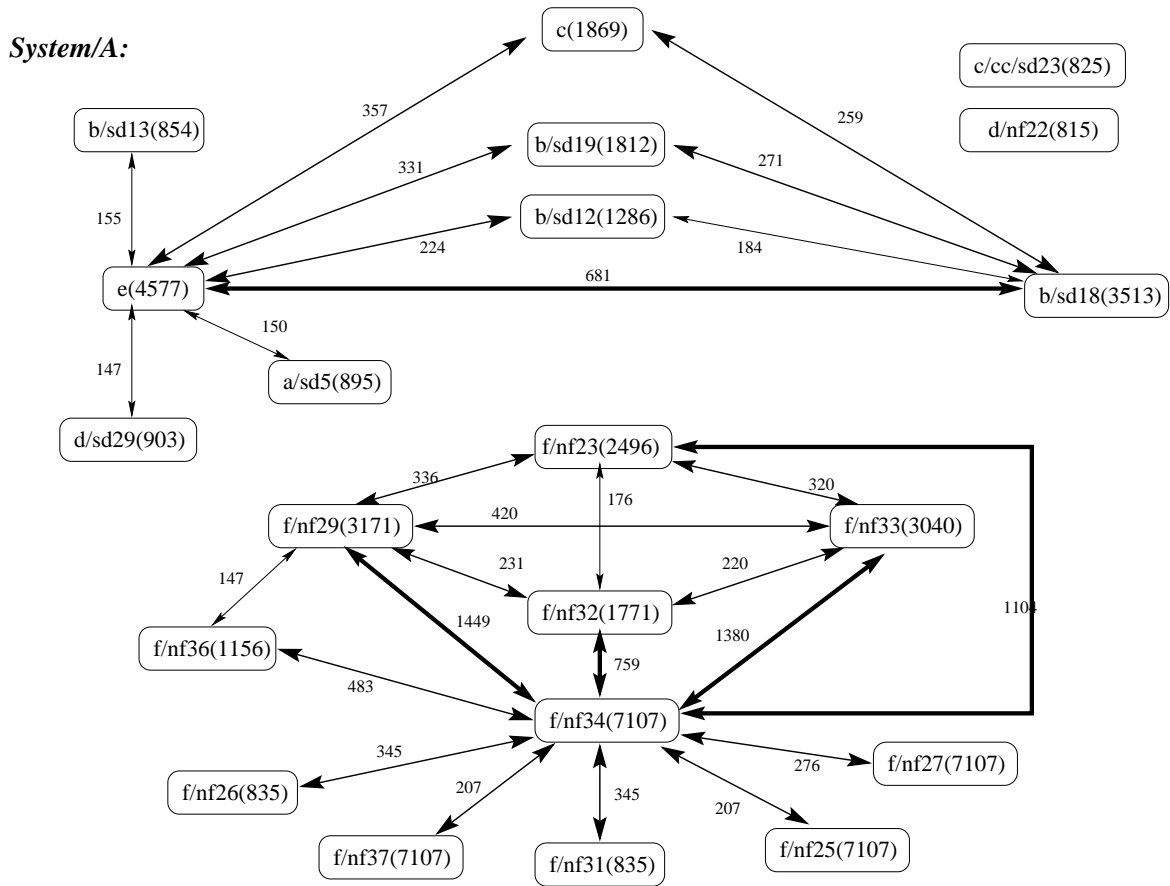 System/A:
c(1869)
c/cc/sd23(825)
357
259
b/sd13(854)
d/nf22(815)
b/sd19(1812)
331
271
155
b/sd12(1286)
224
184
681
e(4577)
b/sd18(3513)
150
147
a/sd5(895)
d/sd29(903)
f/nf23(2496)
336
320
176
420
f/nf29(3171)
f/nf33(3040)
147
231
220
f/nf32(1771)
1104
1449
1380
f/nf36(1156)
759
483
f/nf34(7107)
345
276
f/nf27(7107)
207
345
207
f/nf26(835)
f/nf37(7107)
f/nf31(835)
f/nf25(7107)